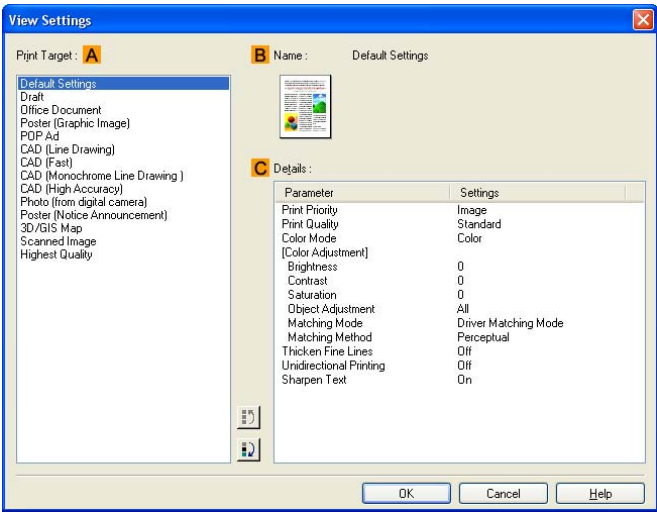 View Settings
Print Target : A
Default Settings
Draft
Office Document
Poster (Graphic Image)
POP Ad
CAD (Line Drawing)
CAD (Fast)
CAD (Monochrome Line Drawing )
CAD (High Accuracy)
Photo (from digital camera)
Poster (Notice Announcement)
3D/GIS Map
Scanned Image
Highest Quality
B Name : Default Settings
C Details :
Parameter Settings
Print Priority Image
Print Quality Standard
Color Mode Color
[Color Adjustment]
Brightness 0
Contrast 0
Saturation 0
Object Adjustment All
Matching Mode Driver Matching Mode
Matching Method Perceptual
Thicken Fine Lines Off
Unidirectional Printing Off
Sharpen Text On
OK Cancel Help